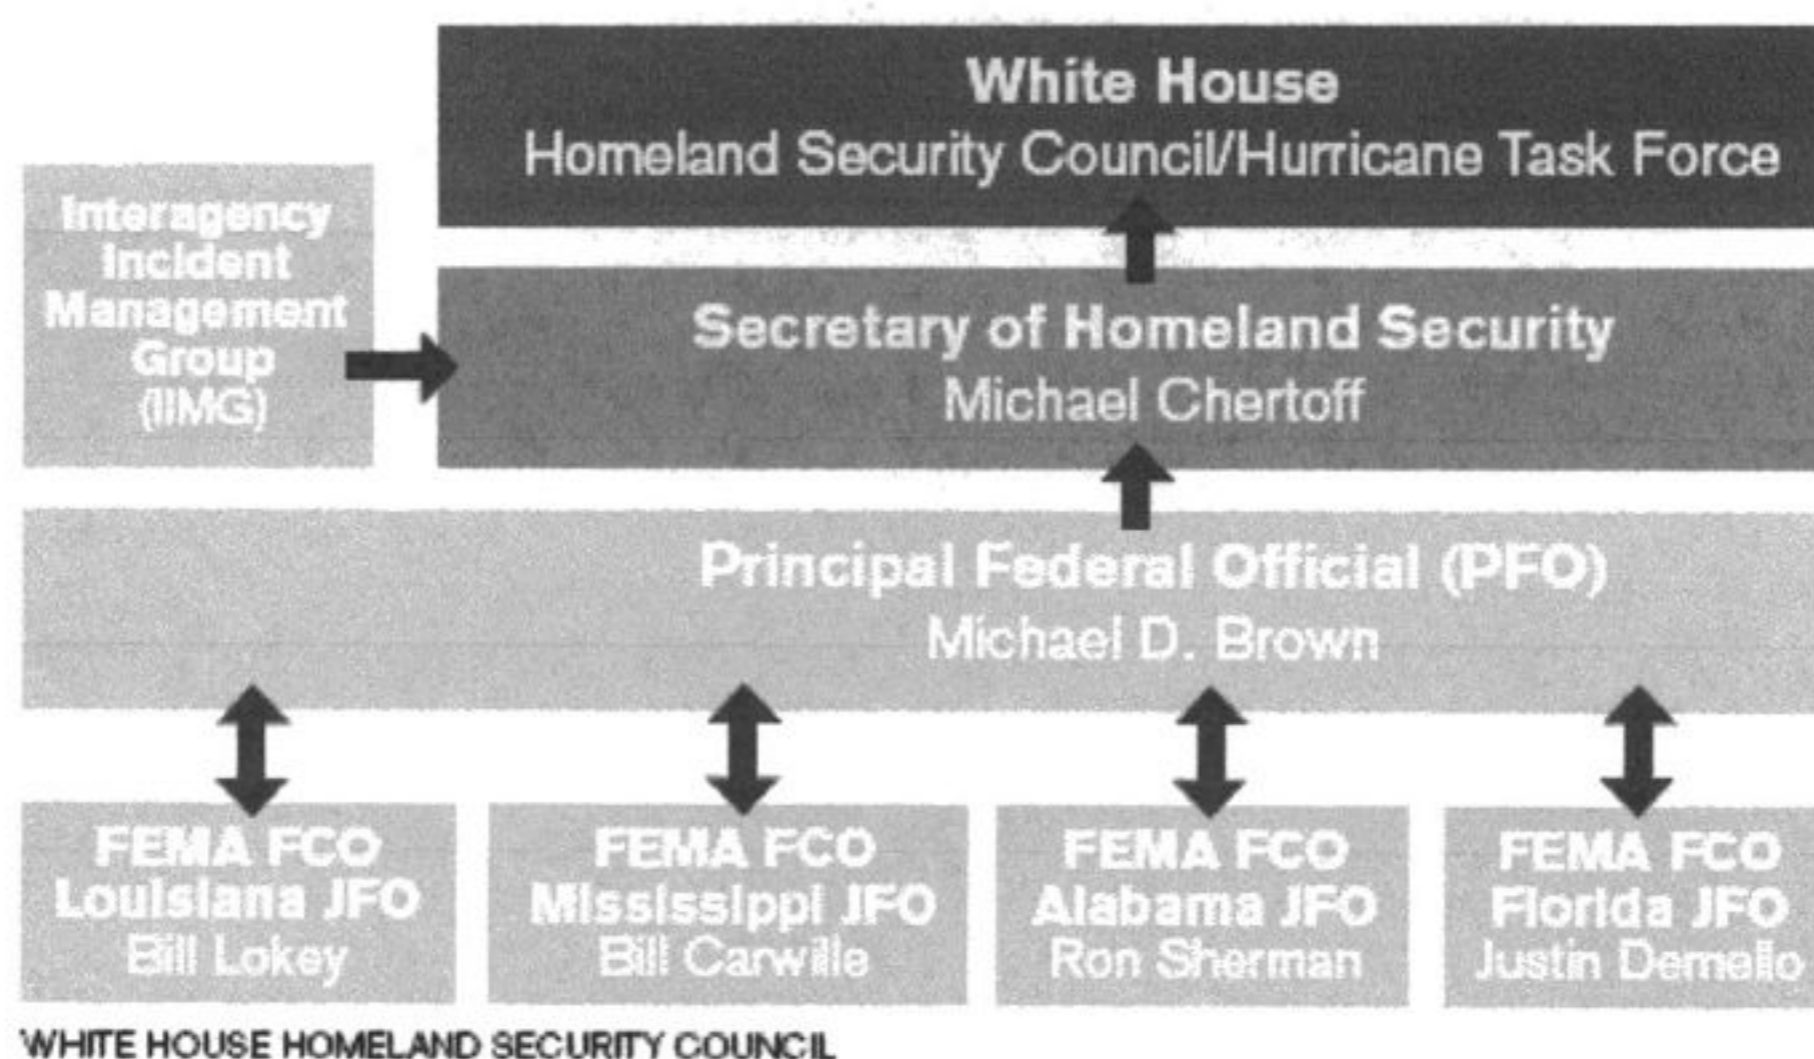 White House
Homeland Security Council/Hurricane Task Force
Interagency
Incident
Management
Group
(IIMG)
Secretary of Homeland Security
Michael Chertoff
Principal Federal Official (PFO)
Michael D. Brown
FEMA FCO
Louisiana JFO
Bill Lokey
FEMA FCO
Mississippi JFO
Bill Carwile
FEMA FCO
Alabama JFO
Ron Sherman
FEMA FCO
Florida JFO
Justin Demello
WHITE HOUSE HOMELAND SECURITY COUNCIL